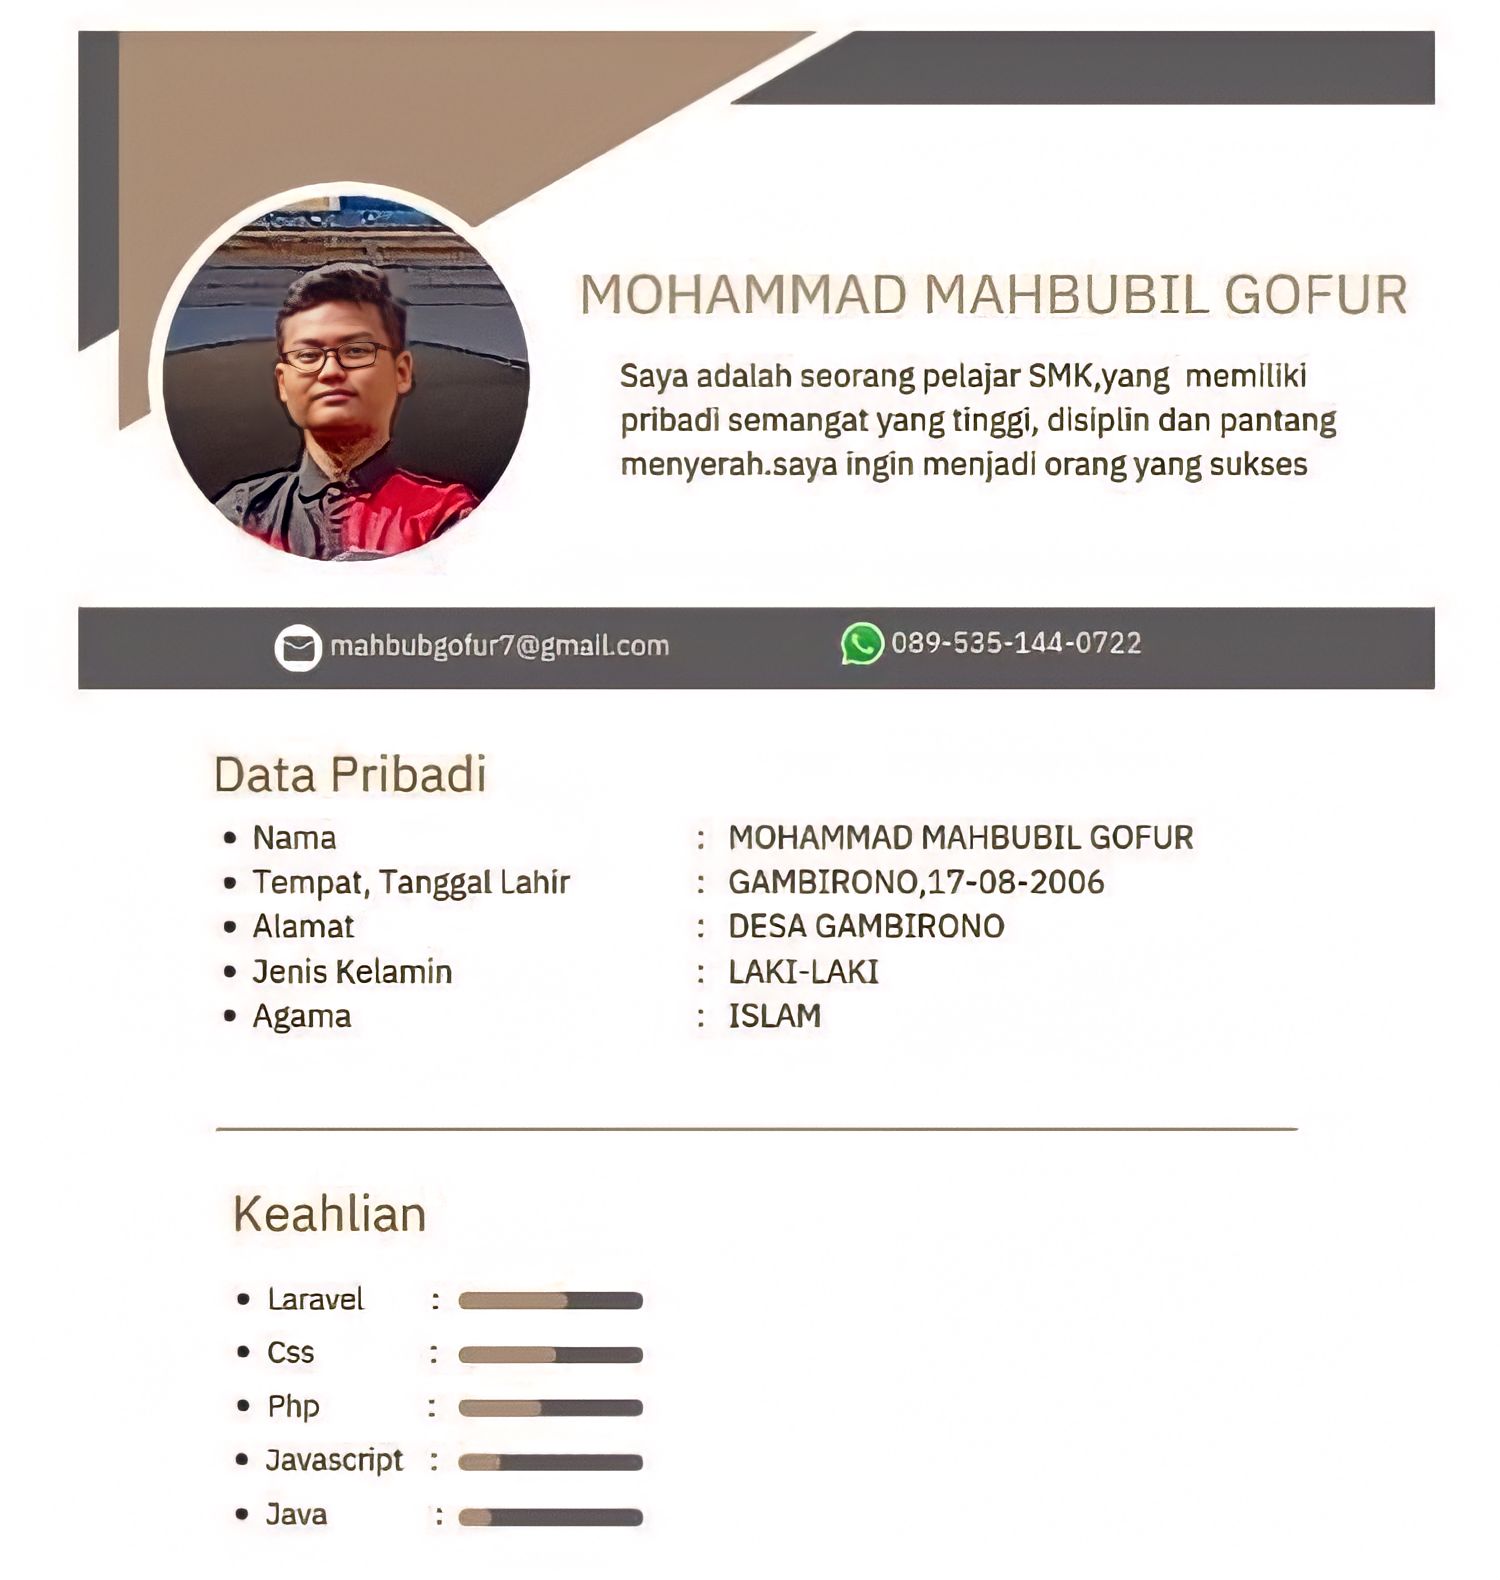 MOHAMMAD MAHBUBIL GOFUR
Saya adalah seorang pelajar SMK,yang  memiliki
pribadi semangat yang tinggi, disiplin dan pantang
menyerah.saya ingin menjadi orang yang sukses
mahbubgofur7@gmail.com
089-535-144-0722
Data Pribadi
• Nama : MOHAMMAD MAHBUBIL GOFUR
• Tempat, Tanggal Lahir : GAMBIRONO,17-08-2006
• Alamat : DESA GAMBIRONO
• Jenis Kelamin : LAKI-LAKI
• Agama : ISLAM
Keahlian
• Laravel :
• Css :
• Php :
• Javascript :
• Java :